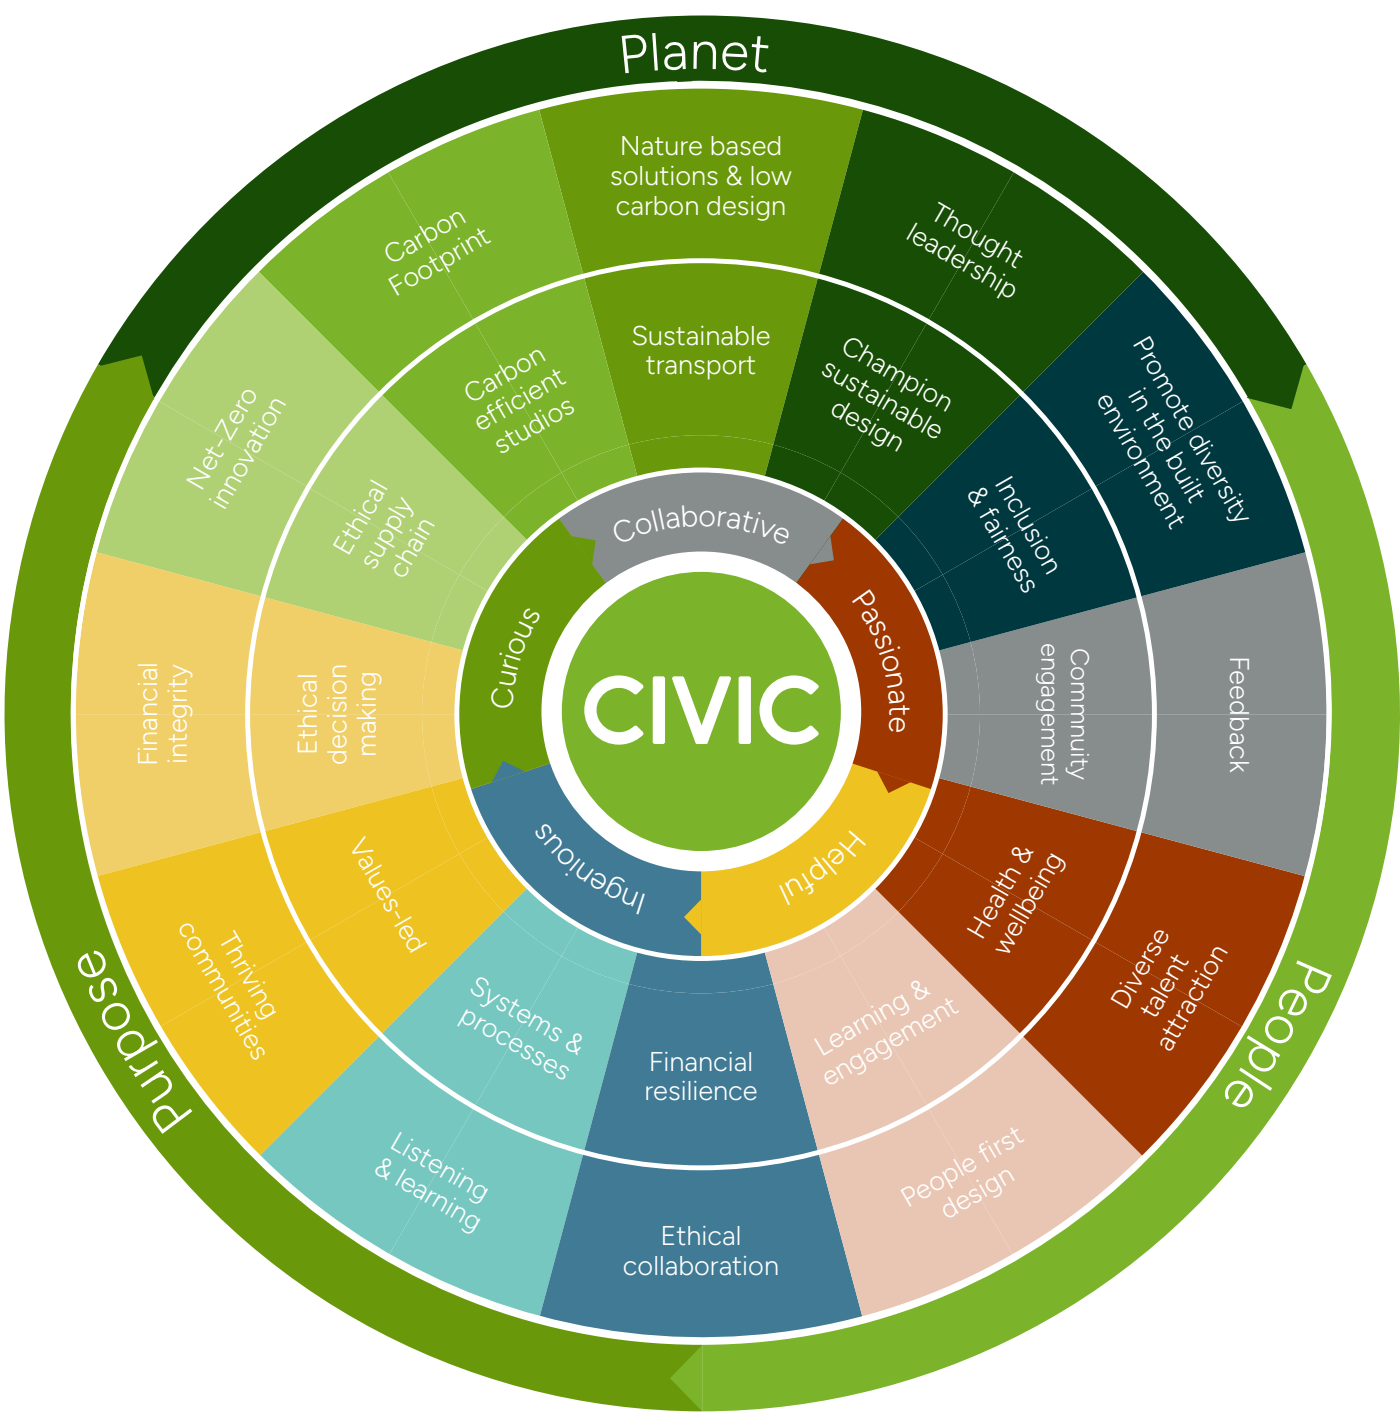 Planet
Nature based
solutions & low
carbon design
Thought
leadership
Promote diversity
in the built
environment
Feedback
Diverse
talent
attraction
People first
design
Ethical
collaboration
Listening
& learning
Thriving
communities
Financial
integrity
Net-Zero
innovation
Carbon
Footprint
Sustainable
transport
Champion
sustainable
design
Inclusion
& fairness
Commnuity
engagement
Health &
wellbeing
Learning &
engagement
Financial
resilience
Systems &
processes
Values-led
Ethical
decision
making
Ethical
supply
chain
Carbon
efficient
studios
Collaborative
Passionate
Helpful
Ingenious
Curious
CIVIC
People
Purpose